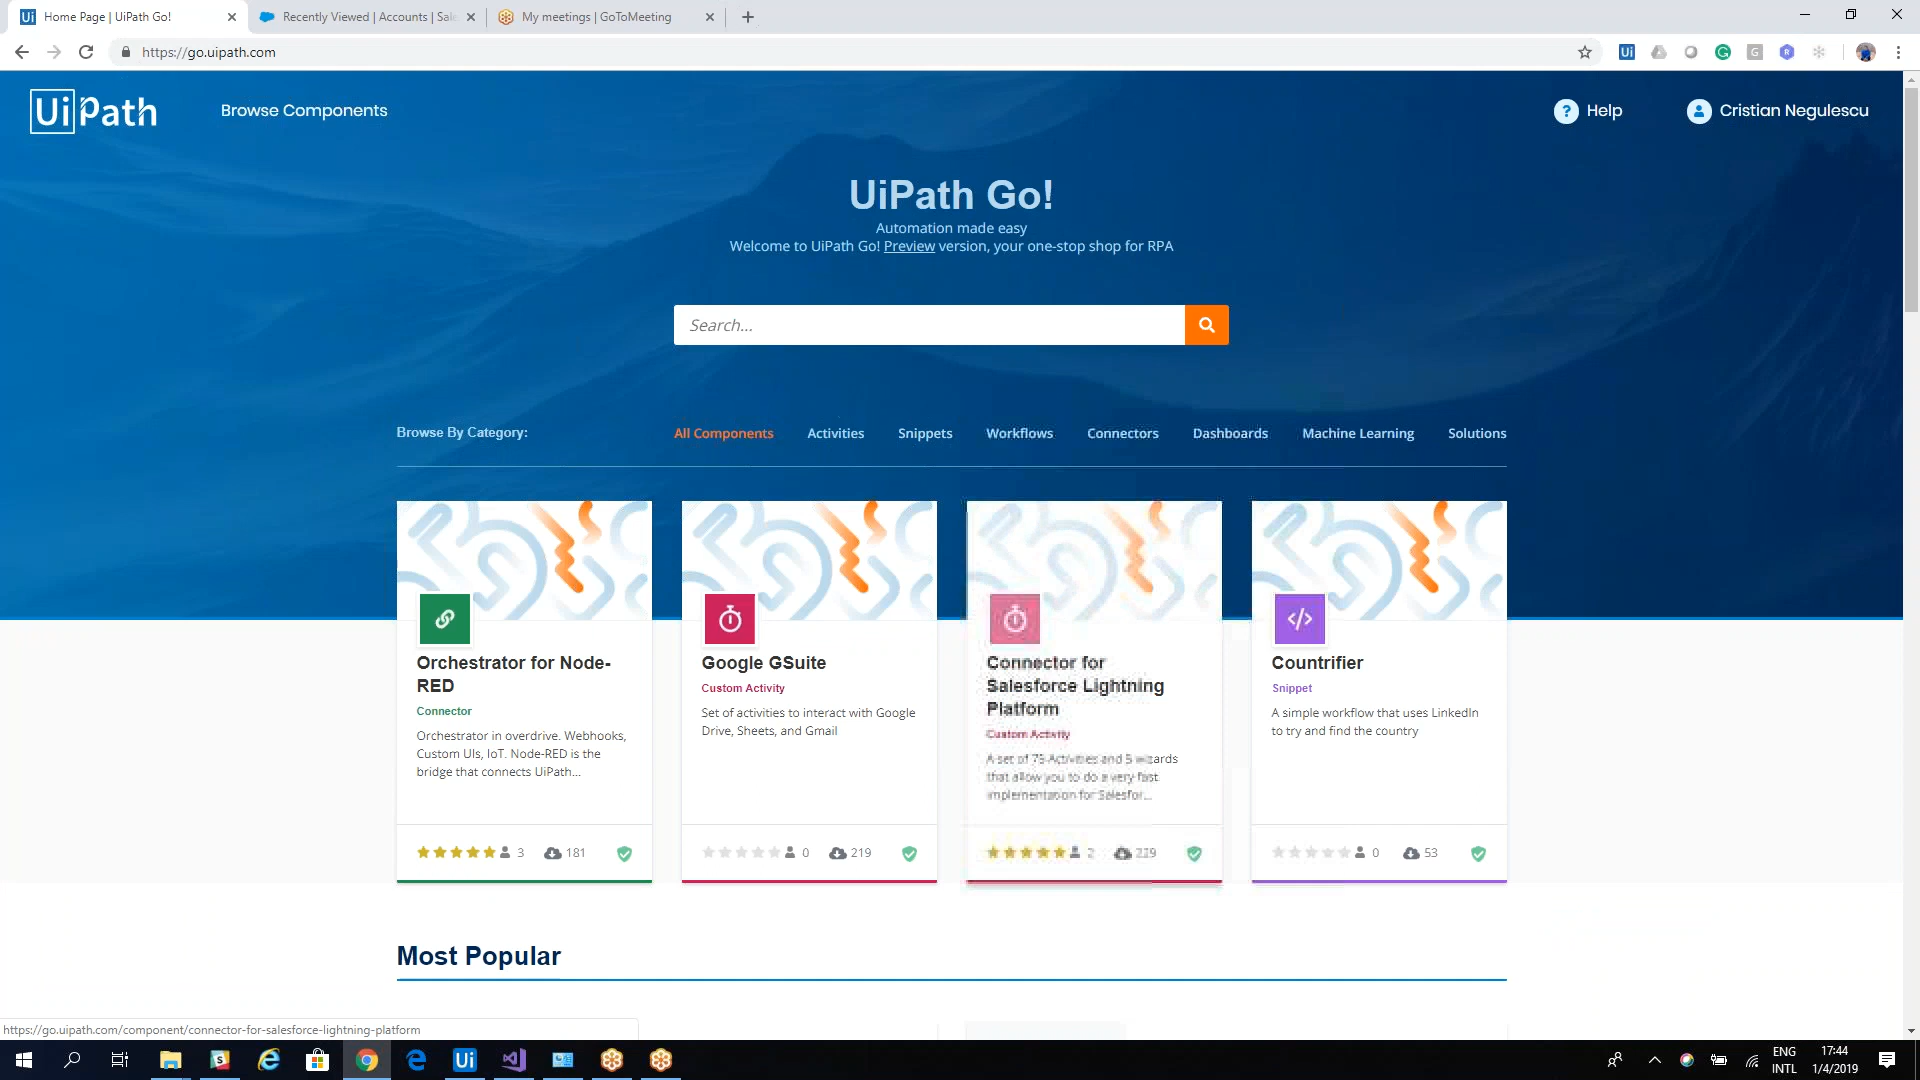 Home Page | UiPath Go!
Recently Viewed | Accounts | Sale
My meetings | GoToMeeting
https://go.uipath.com
UiPath
Browse Components
? Help
Cristian Negulescu
UiPath Go!
Automation made easy
Welcome to UiPath Go! Preview version, your one-stop shop for RPA
Search...
Browse By Category:
All Components
Activities
Snippets
Workflows
Connectors
Dashboards
Machine Learning
Solutions
Orchestrator for Node-
RED
Connector
Orchestrator in overdrive. Webhooks,
Custom UIs, IoT. Node-RED is the
bridge that connects UiPath...
3 181
Google GSuite
Custom Activity
Set of activities to interact with Google
Drive, Sheets, and Gmail
0 219
Connector for
Salesforce Lightning
Platform
Custom Activity
A set of 75 Activities and 5 wizards
that allow you to do a very fast
implementation for Salesfor...
2 229
Countrifier
Snippet
A simple workflow that uses LinkedIn
to try and find the country
0 53
Most Popular
https://go.uipath.com/component/connector-for-salesforce-lightning-platform
ENG
INTL
17:44
1/4/2019